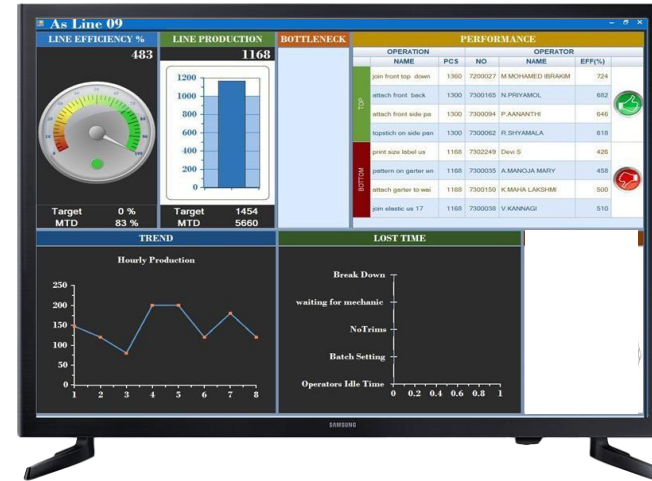 As Line 09
LINE EFFICIENCY %
483
Target 0 %
MTD 83 %
LINE PRODUCTION
1168
1200
1000
800
600
400
200
0
Target 1454
MTD 5660
BOTTLENECK
PERFORMANCE
OPERATION OPERATOR
NAME PCS NO NAME EFF(%)
TOP
join front top down 1360 7200027 M.MOHAMED IBRAKIM 724
attach front back 1300 7300165 N.PRIYAMOL 682
attach front side pa 1300 7300094 P.AANANTHI 646
topstich on side pan 1300 7300062 R.SHYAMALA 618
BOTTOM
print size label us 1168 7302249 Devi S 426
pattern on garter en 1168 7300035 A.MANOJA MARY 458
attach garter to wai 1168 7300150 K.MAHA LAKSHMI 500
join elastic us 17 1168 7300038 V.KANNAGI 510
TREND
Hourly Production
250
200
150
100
50
0
1 2 3 4 5 6 7 8
LOST TIME
Break Down
waiting for mechanic
NoTrims
Batch Setting
Operators Idle Time
0 0.2 0.4 0.6 0.8 1
SAMSUNG